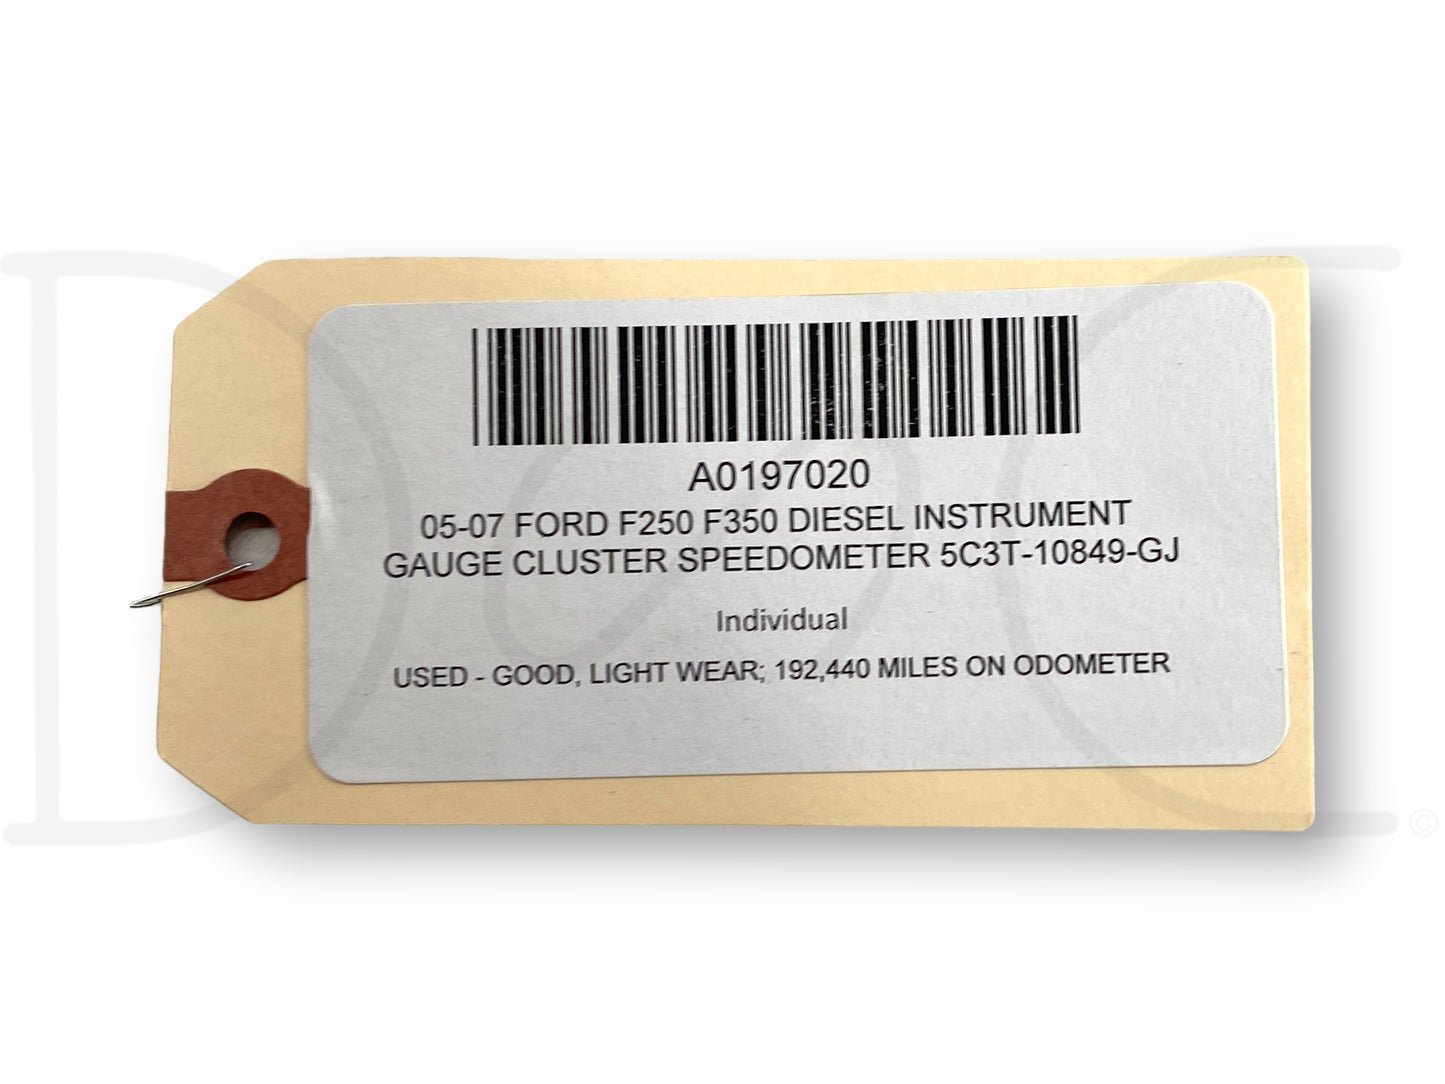 A0197020
05-07 FORD F250 F350 DIESEL INSTRUMENT
GAUGE CLUSTER SPEEDOMETER 5C3T-10849-GJ
Individual
USED - GOOD, LIGHT WEAR; 192,440 MILES ON ODOMETER
©